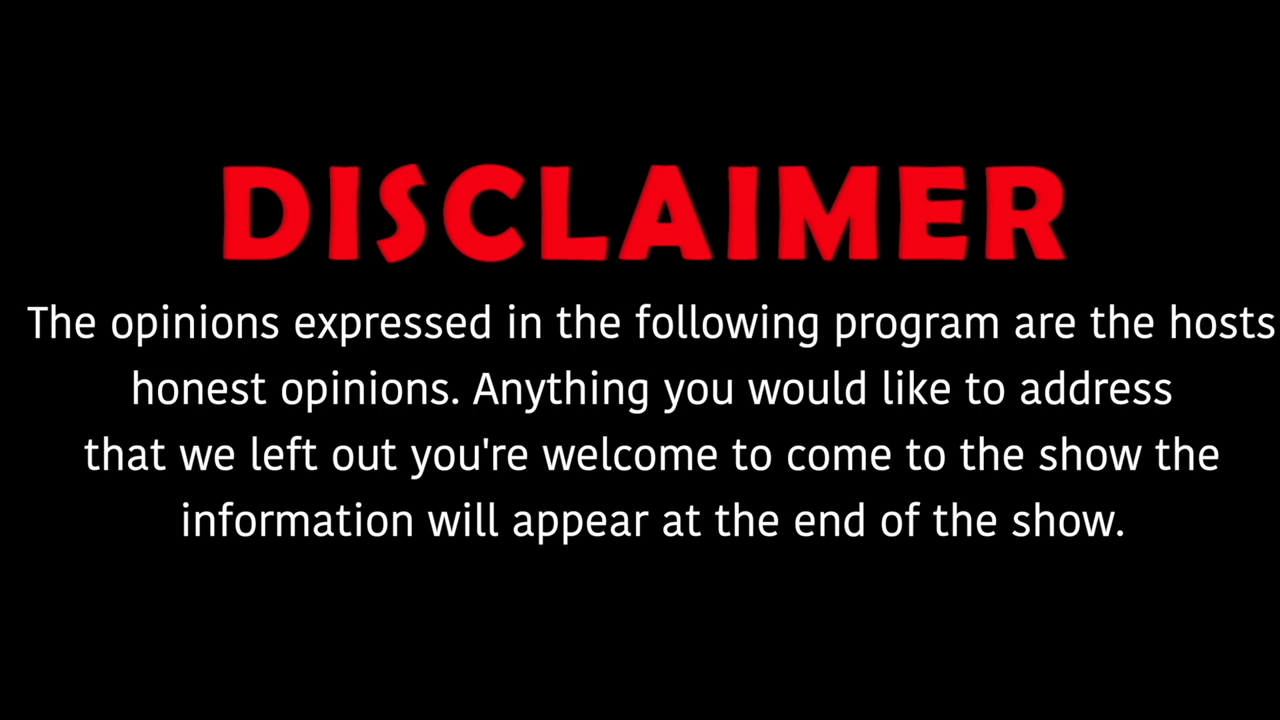 DISCLAIMER
The opinions expressed in the following program are the hosts
honest opinions. Anything you would like to address
that we left out you're welcome to come to the show the
information will appear at the end of the show.